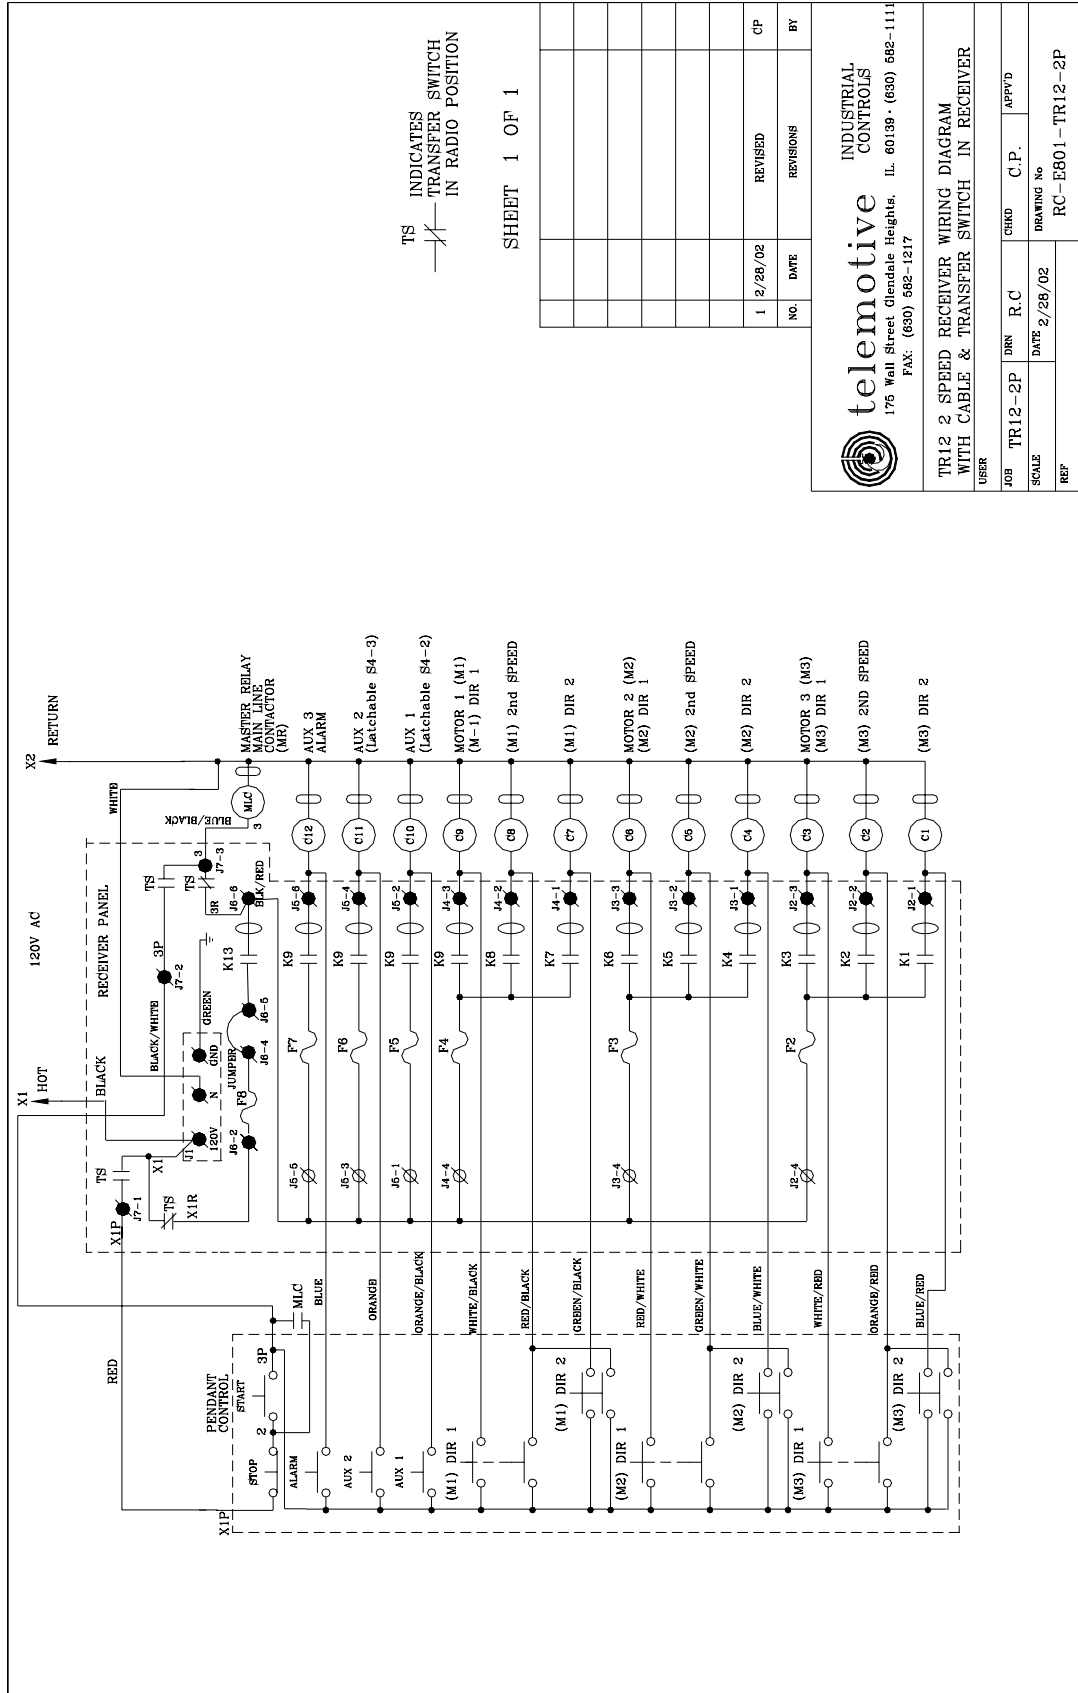 120V AC
X1
HOT
X2
RETURN
BLACK
WHITE
RECEIVER PANEL
BLACK/WHITE
3P
J7-2
TS
TS
3
J7-3
3R
BLUE/BLACK
3
MLC
MASTER RELAY
MAIN LINE
CONTACTOR
(MR)
X1P
J7-1
TS
X1
TS
X1R
J1
120V
N
GND
GREEN
J6-2
F8
JUMPER
J6-4
J6-5
K13
J6-6
BLK/RED
J5-5
F7
K9
J5-6
C12
AUX 3
ALARM
J5-3
F6
K9
J5-4
C11
AUX 2
(Latchable S4-3)
J5-1
F5
K9
J5-2
C10
AUX 1
(Latchable S4-2)
J4-4
F4
K9
J4-3
C9
MOTOR 1 (M1)
(M-1) DIR 1
K8
J4-2
C8
(M1) 2nd SPEED
K7
J4-1
C7
(M1) DIR 2
J3-4
F3
K6
J3-3
C6
MOTOR 2 (M2)
(M2) DIR 1
K5
J3-2
C5
(M2) 2nd SPEED
K4
J3-1
C4
(M2) DIR 2
J2-4
F2
K3
J2-3
C3
MOTOR 3 (M3)
(M3) DIR 1
K2
J2-2
C2
(M3) 2ND SPEED
K1
J2-1
C1
(M3) DIR 2
RED
X1P
PENDANT
CONTROL
STOP
2
START
3P
MLC
ALARM
BLUE
AUX 2
ORANGE
AUX 1
ORANGE/BLACK
(M1) DIR 1
WHITE/BLACK
RED/BLACK
(M1) DIR 2
GREEN/BLACK
(M2) DIR 1
RED/WHITE
GREEN/WHITE
(M2) DIR 2
BLUE/WHITE
(M3) DIR 1
WHITE/RED
ORANGE/RED
(M3) DIR 2
BLUE/RED
TS
INDICATES
TRANSFER SWITCH
IN RADIO POSITION
SHEET 1 OF 1
1 2/28/02 REVISED CP
NO. DATE REVISIONS BY
telemotive
INDUSTRIAL
CONTROLS
175 Wall Street Glendale Heights, IL 60139 · (630) 582-1111
FAX: (630) 582-1217
TR12 2 SPEED RECEIVER WIRING DIAGRAM
WITH CABLE & TRANSFER SWITCH IN RECEIVER
USER
JOB TR12-2P DRN R.C CHKD C.P. APPV'D
SCALE DATE 2/28/02 DRAWING No
REF RC-E801-TR12-2P